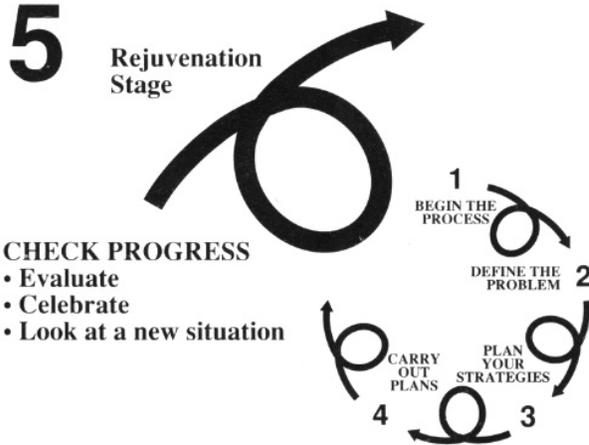 5
Rejuvenation
Stage
CHECK PROGRESS
• Evaluate
• Celebrate
• Look at a new situation
1
BEGIN THE
PROCESS
DEFINE THE
PROBLEM
2
PLAN
YOUR
STRATEGIES
3
CARRY
OUT
PLANS
4